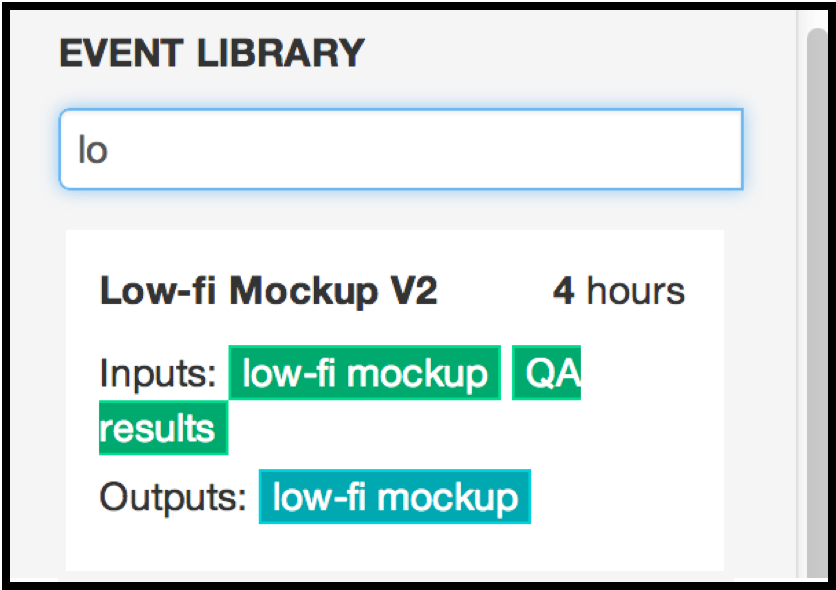 EVENT LIBRARY
lo
Low-fi Mockup V2 4 hours
Inputs: low-fi mockup QA
results
Outputs: low-fi mockup